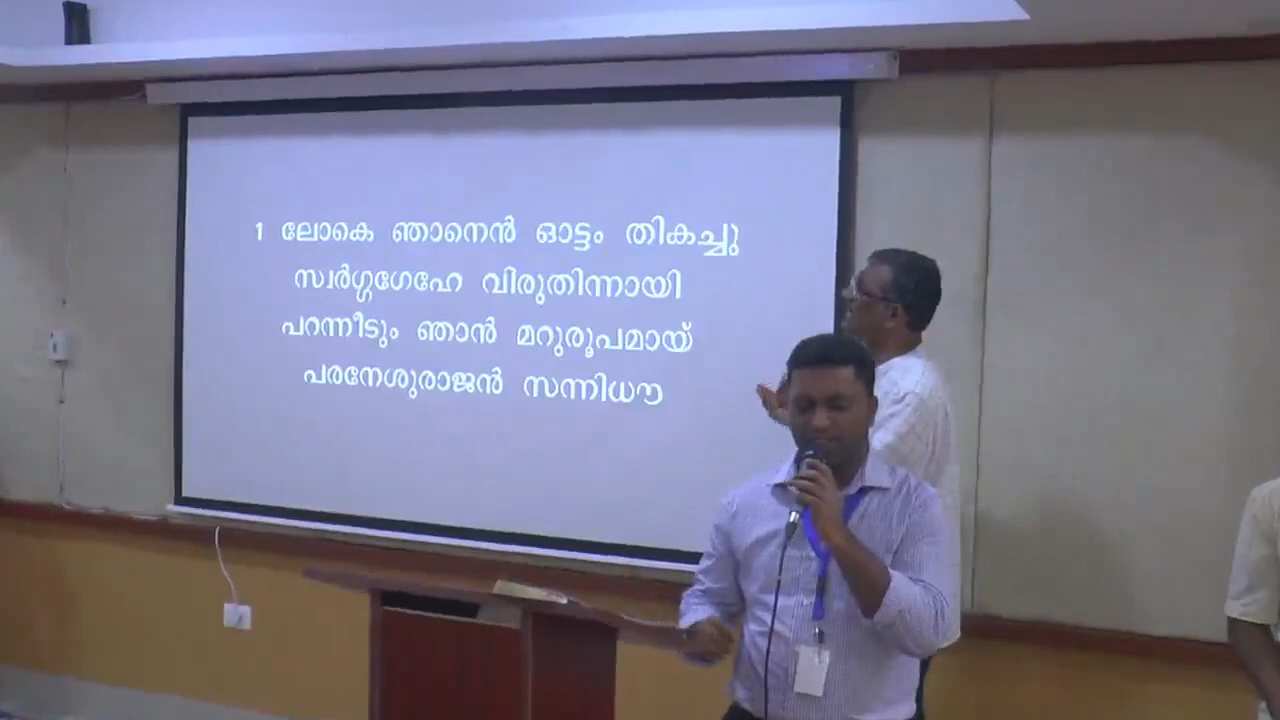 1 ലോകെ ഞാനെൻ ഓട്ടം തികച്ചു
സ്വർഗ്ഗഗേഹേ വിരുതിന്നായി
പറന്നീടും ഞാൻ മറുരൂപമായ്
പരനേശുരാജൻ സന്നിധൗ